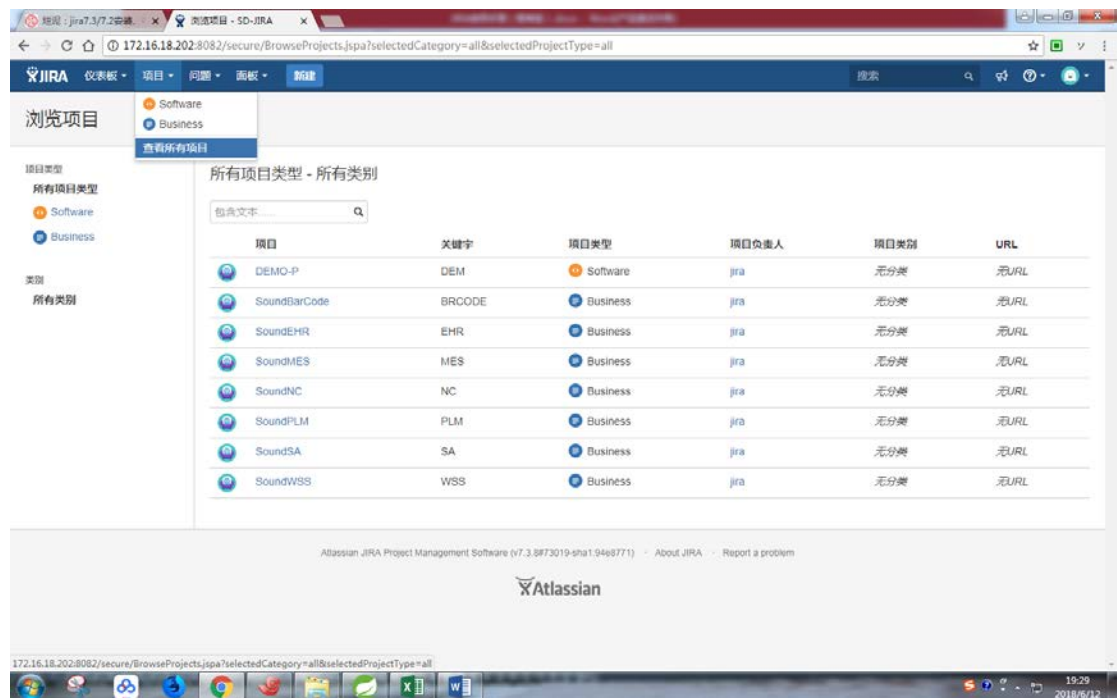 坦泥:jira7.3/7.2安装
浏览项目 - SD-JIRA
172.16.18.202:8082/secure/BrowseProjects.jspa?selectedCategory=all&selectedProjectType=all
JIRA 仪表板 项目 问题 面板 新建 搜索
Software
Business
查看所有项目
浏览项目
项目类型
所有项目类型
Software
Business
类别
所有类别
所有项目类型 - 所有类别
包含文本......
项目 关键字 项目类型 项目负责人 项目类别 URL
DEMO-P DEM Software jira 无分类 无URL
SoundBarCode BRCODE Business jira 无分类 无URL
SoundEHR EHR Business jira 无分类 无URL
SoundMES MES Business jira 无分类 无URL
SoundNC NC Business jira 无分类 无URL
SoundPLM PLM Business jira 无分类 无URL
SoundSA SA Business jira 无分类 无URL
SoundWSS WSS Business jira 无分类 无URL
Atlassian JIRA Project Management Software (v7.3.8#73019-sha1:94e8771) · About JIRA · Report a problem
Atlassian
172.16.18.202:8082/secure/BrowseProjects.jspa?selectedCategory=all&selectedProjectType=all
19:29
2018/6/12